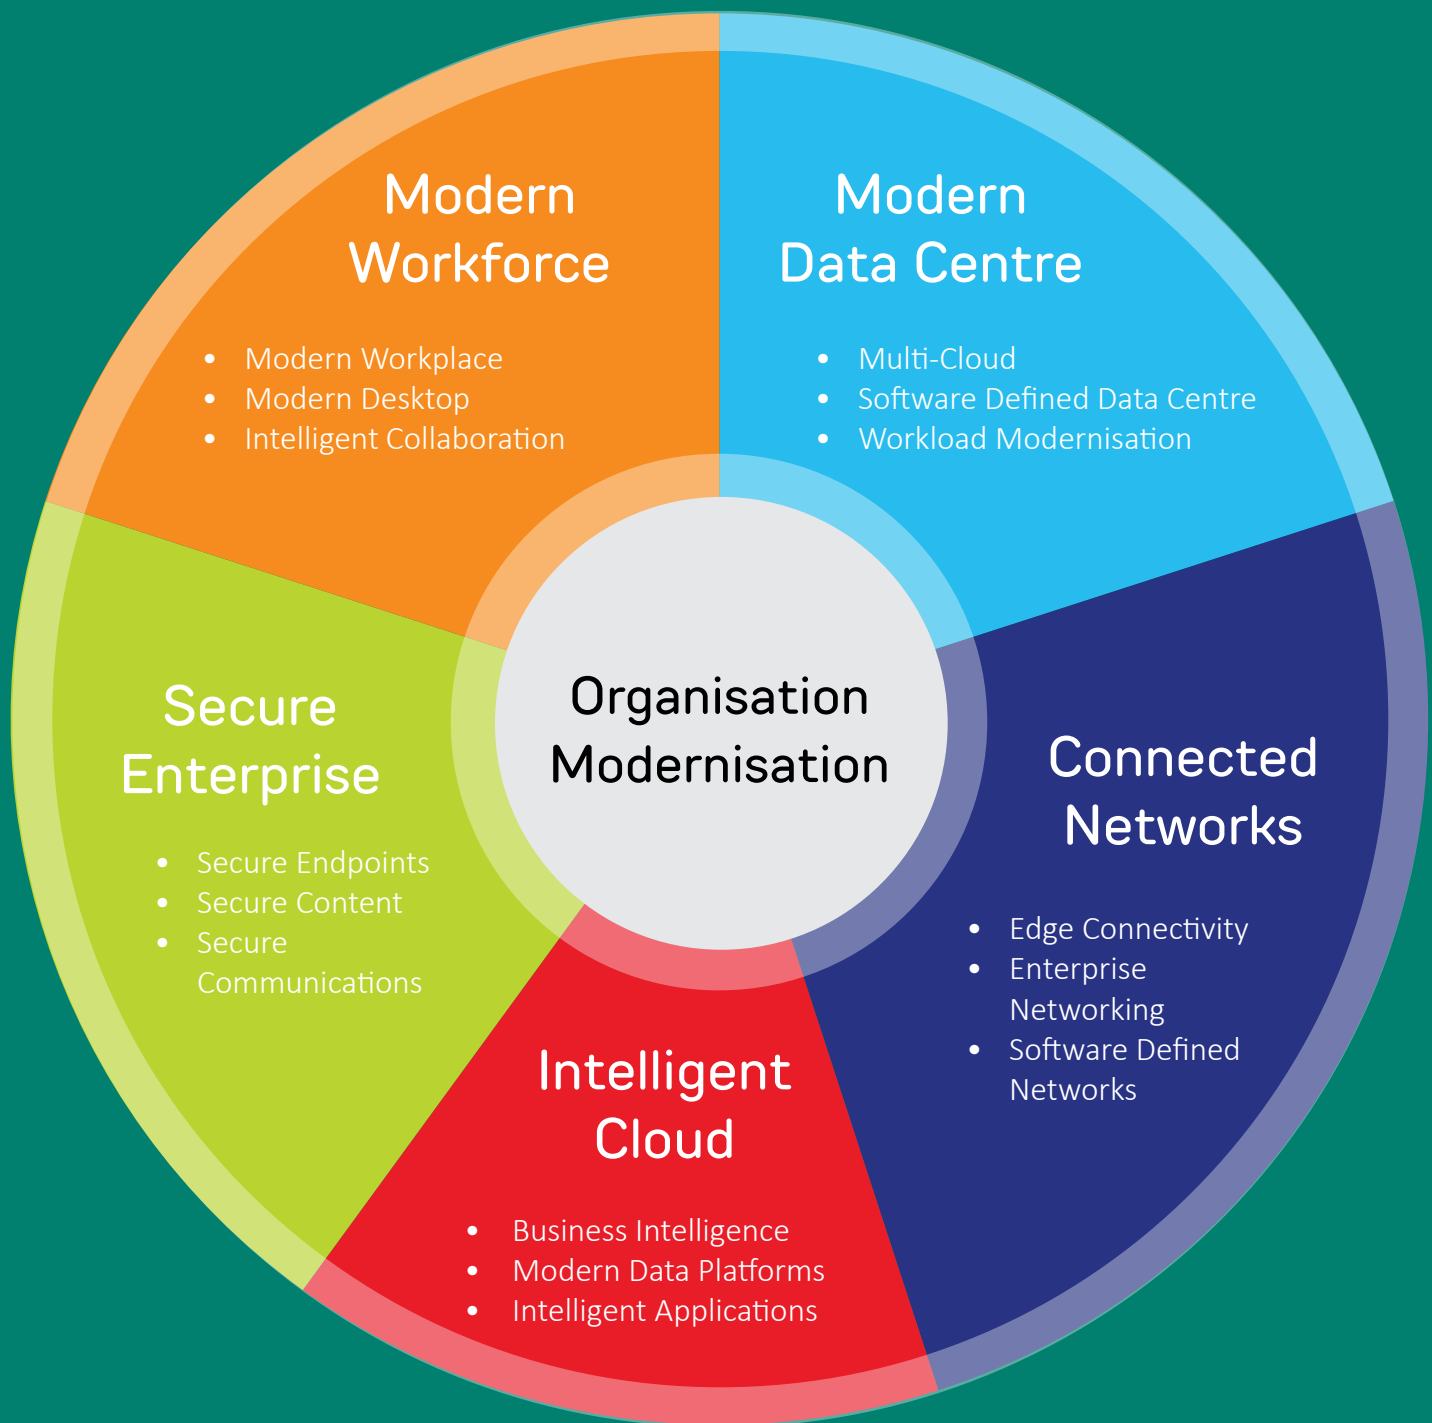 Modern
Workforce
• Modern Workplace
• Modern Desktop
• Intelligent Collaboration
Modern
Data Centre
• Multi-Cloud
• Software Defined Data Centre
• Workload Modernisation
Organisation
Modernisation
Secure
Enterprise
• Secure Endpoints
• Secure Content
• Secure
Communications
Connected
Networks
• Edge Connectivity
• Enterprise
Networking
• Software Defined
Networks
Intelligent
Cloud
• Business Intelligence
• Modern Data Platforms
• Intelligent Applications